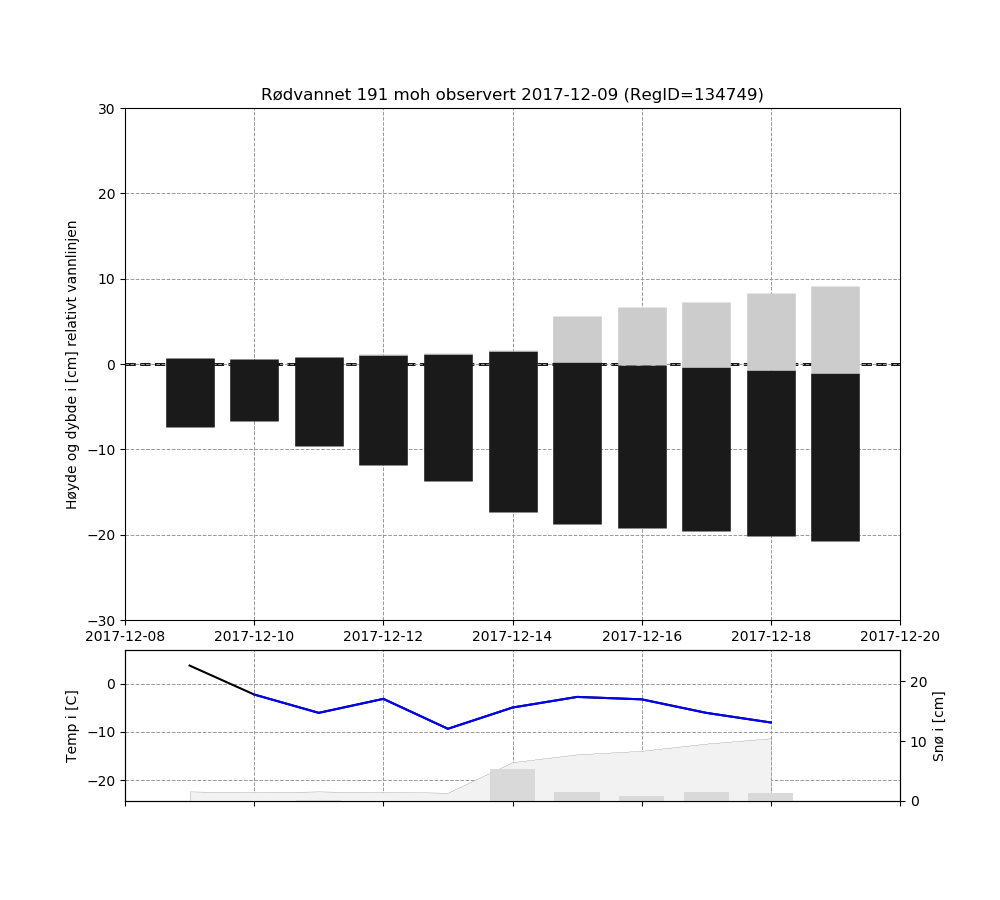 Rødvannet 191 moh observert 2017-12-09 (RegID=134749)
Høyde og dybde i [cm] relativt vannlinjen
30
20
10
0
−10
−20
−30
2017-12-08 2017-12-10 2017-12-12 2017-12-14 2017-12-16 2017-12-18 2017-12-20
Temp i [C]
0
−10
−20
20
10
0
Snø i [cm]